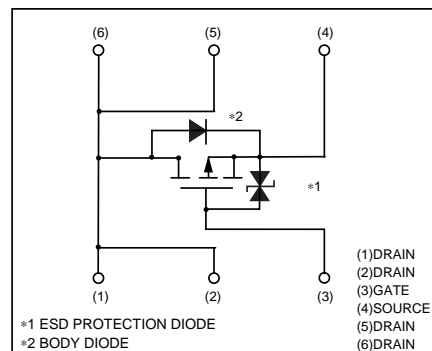 (6) (5) (4)
∗2
∗1
(1) (2) (3)
∗1 ESD PROTECTION DIODE
∗2 BODY DIODE
(1)DRAIN
(2)DRAIN
(3)GATE
(4)SOURCE
(5)DRAIN
(6)DRAIN